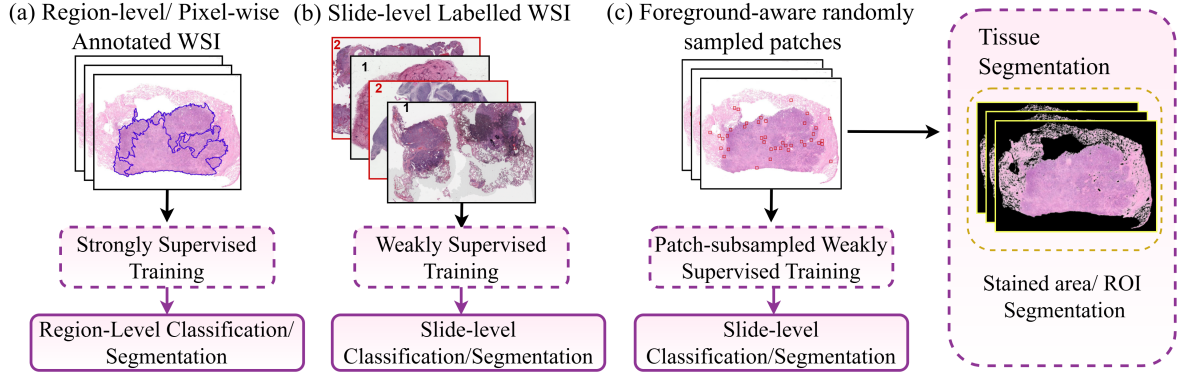 (a) Region-level/ Pixel-wise
Annotated WSI
Strongly Supervised
Training
Region-Level Classification/
Segmentation
(b) Slide-level Labelled WSI
2
1
2
1
Weakly Supervised
Training
Slide-level
Classification/Segmentation
(c) Foreground-aware randomly
sampled patches
Patch-subsampled Weakly
Supervised Training
Slide-level
Classification/Segmentation
Tissue
Segmentation
Stained area/ ROI
Segmentation